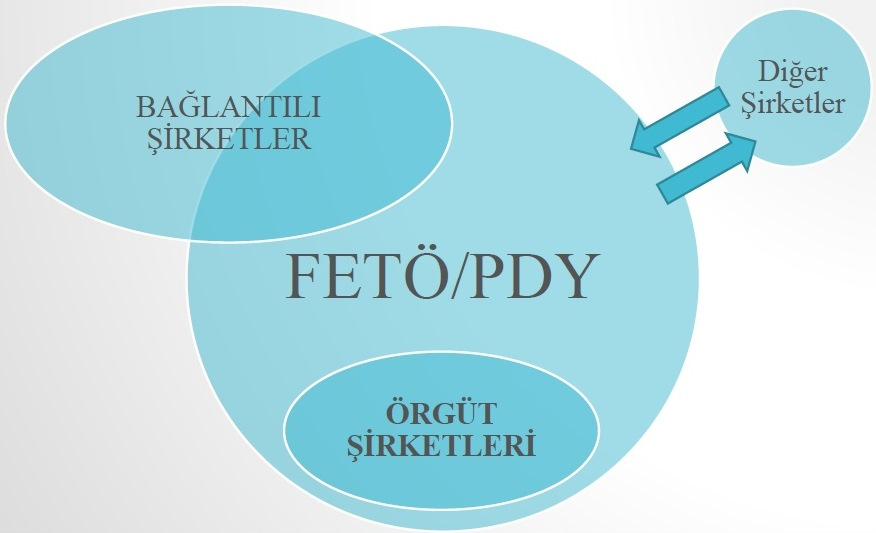 BAĞLANTILI
ŞİRKETLER
Diğer
Şirketler
FETÖ/PDY
ÖRGÜT
ŞİRKETLERİ